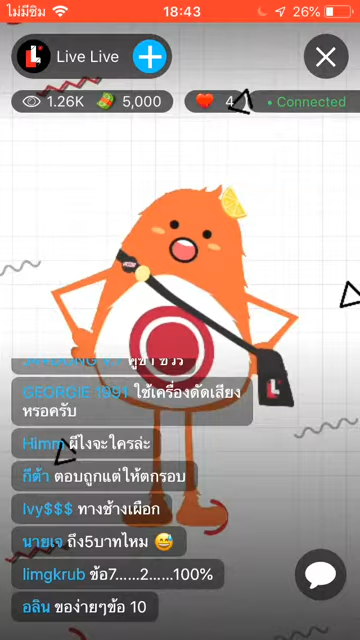 ไม่มีซิม 18:43 26%
Live Live
1.26K 5,000 4 • Connected
GEORGIE 1991 ใช้เครื่องดัดเสียง
หรอครับ
Himm ผีไงจะใครล่ะ
กีต้า ตอบถูกแต่ให้ตกรอบ
Ivy$$$ ทางช้างเผือก
นายเจ ถึง5บาทไหม 😅
limgkrub ข้อ7......2.....100%
อลิน ของ่ายๆข้อ 10